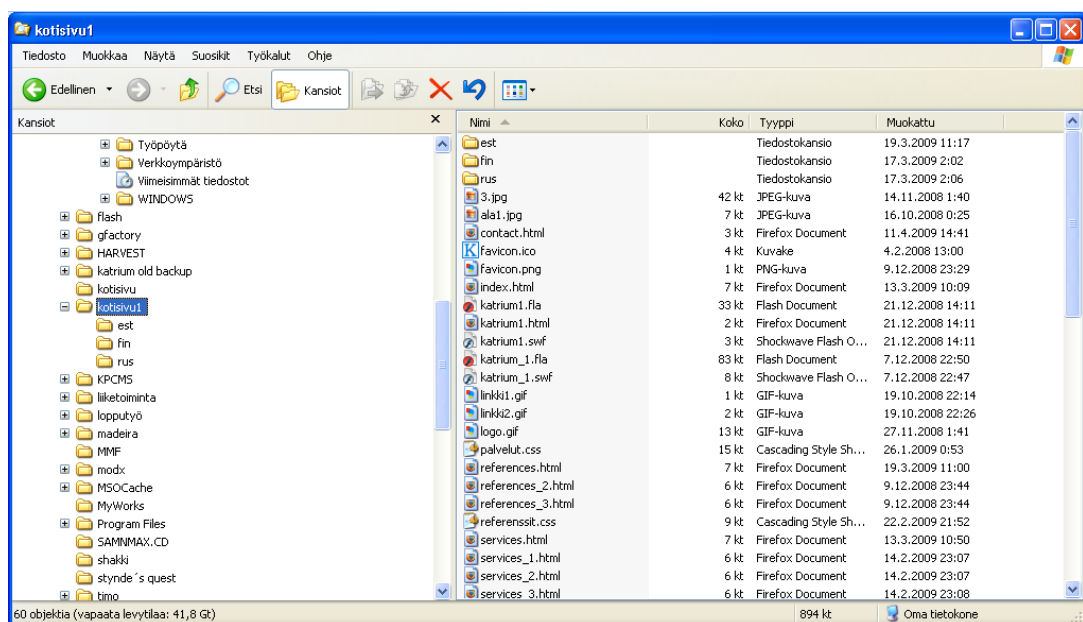 kotisivu1
Tiedosto Muokkaa Näytä Suosikit Työkalut Ohje
Edellinen Etsi Kansiot
Kansiot
Työpöytä
Verkkoympäristö
Viimeisimmät tiedostot
WINDOWS
flash
gfactory
HARVEST
katrium old backup
kotisivu
kotisivu1
est
fin
rus
KPCMS
liiketoiminta
lopputyö
madeira
MMF
modx
MSOCache
MyWorks
Program Files
SAMNMAX.CD
shakki
stynde´s quest
timo
Nimi Koko Tyyppi Muokattu
est Tiedostokansio 19.3.2009 11:17
fin Tiedostokansio 17.3.2009 2:02
rus Tiedostokansio 17.3.2009 2:06
3.jpg 42 kt JPEG-kuva 14.11.2008 1:40
ala1.jpg 7 kt JPEG-kuva 16.10.2008 0:25
contact.html 3 kt Firefox Document 11.4.2009 14:41
favicon.ico 4 kt Kuvake 4.2.2008 13:00
favicon.png 1 kt PNG-kuva 9.12.2008 23:29
index.html 7 kt Firefox Document 13.3.2009 10:09
katrium1.fla 33 kt Flash Document 21.12.2008 14:11
katrium1.html 2 kt Firefox Document 21.12.2008 14:11
katrium1.swf 3 kt Shockwave Flash O... 21.12.2008 14:11
katrium_1.fla 83 kt Flash Document 7.12.2008 22:50
katrium_1.swf 8 kt Shockwave Flash O... 7.12.2008 22:47
linkki1.gif 1 kt GIF-kuva 19.10.2008 22:14
linkki2.gif 2 kt GIF-kuva 19.10.2008 22:26
logo.gif 13 kt GIF-kuva 27.11.2008 1:41
palvelut.css 15 kt Cascading Style Sh... 26.1.2009 0:53
references.html 7 kt Firefox Document 19.3.2009 11:00
references_2.html 6 kt Firefox Document 9.12.2008 23:44
references_3.html 6 kt Firefox Document 9.12.2008 23:44
referenssit.css 9 kt Cascading Style Sh... 22.2.2009 21:52
services.html 7 kt Firefox Document 13.3.2009 10:50
services_1.html 6 kt Firefox Document 14.2.2009 23:07
services_2.html 6 kt Firefox Document 14.2.2009 23:07
services_3.html 6 kt Firefox Document 14.2.2009 23:08
60 objektia (vapaata levytilaa: 41,8 Gt) 894 kt Oma tietokone